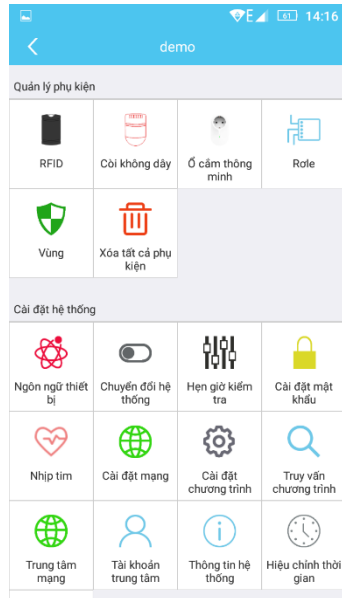 E 61 14:16
demo
Quản lý phụ kiện
RFID Còi không dây Ổ cắm thông minh Rơle
Vùng Xóa tất cả phụ kiện
Cài đặt hệ thống
Ngôn ngữ thiết bị Chuyển đổi hệ thống Hẹn giờ kiểm tra Cài đặt mật khẩu
Nhịp tim Cài đặt mạng Cài đặt chương trình Truy vấn chương trình
Trung tâm mạng Tài khoản trung tâm Thông tin hệ thống Hiệu chỉnh thời gian